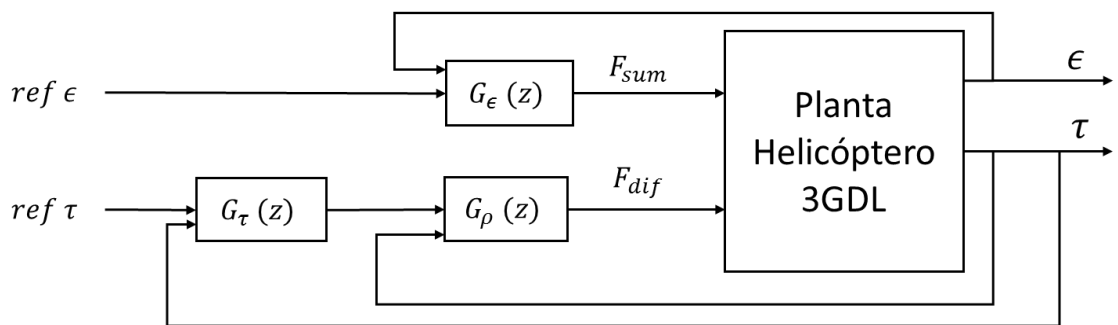 ref ϵ
G_ϵ (z)
F_sum
Planta
Helicóptero
3GDL
ϵ
τ
ref τ
G_τ (z)
G_ρ (z)
F_dif